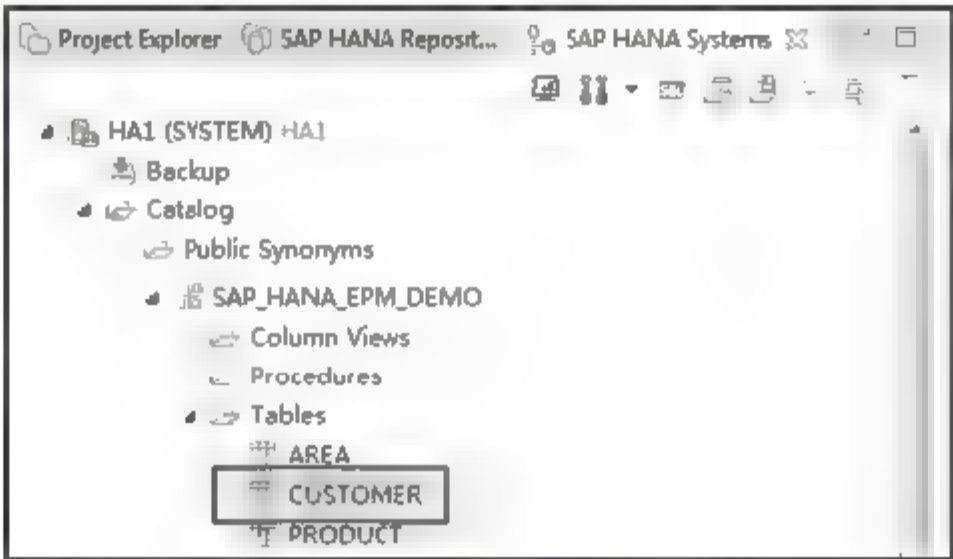 Project Explorer SAP HANA Reposit... SAP HANA Systems
HA1 (SYSTEM) HA1
Backup
Catalog
Public Synonyms
SAP_HANA_EPM_DEMO
Column Views
Procedures
Tables
AREA
CUSTOMER
PRODUCT